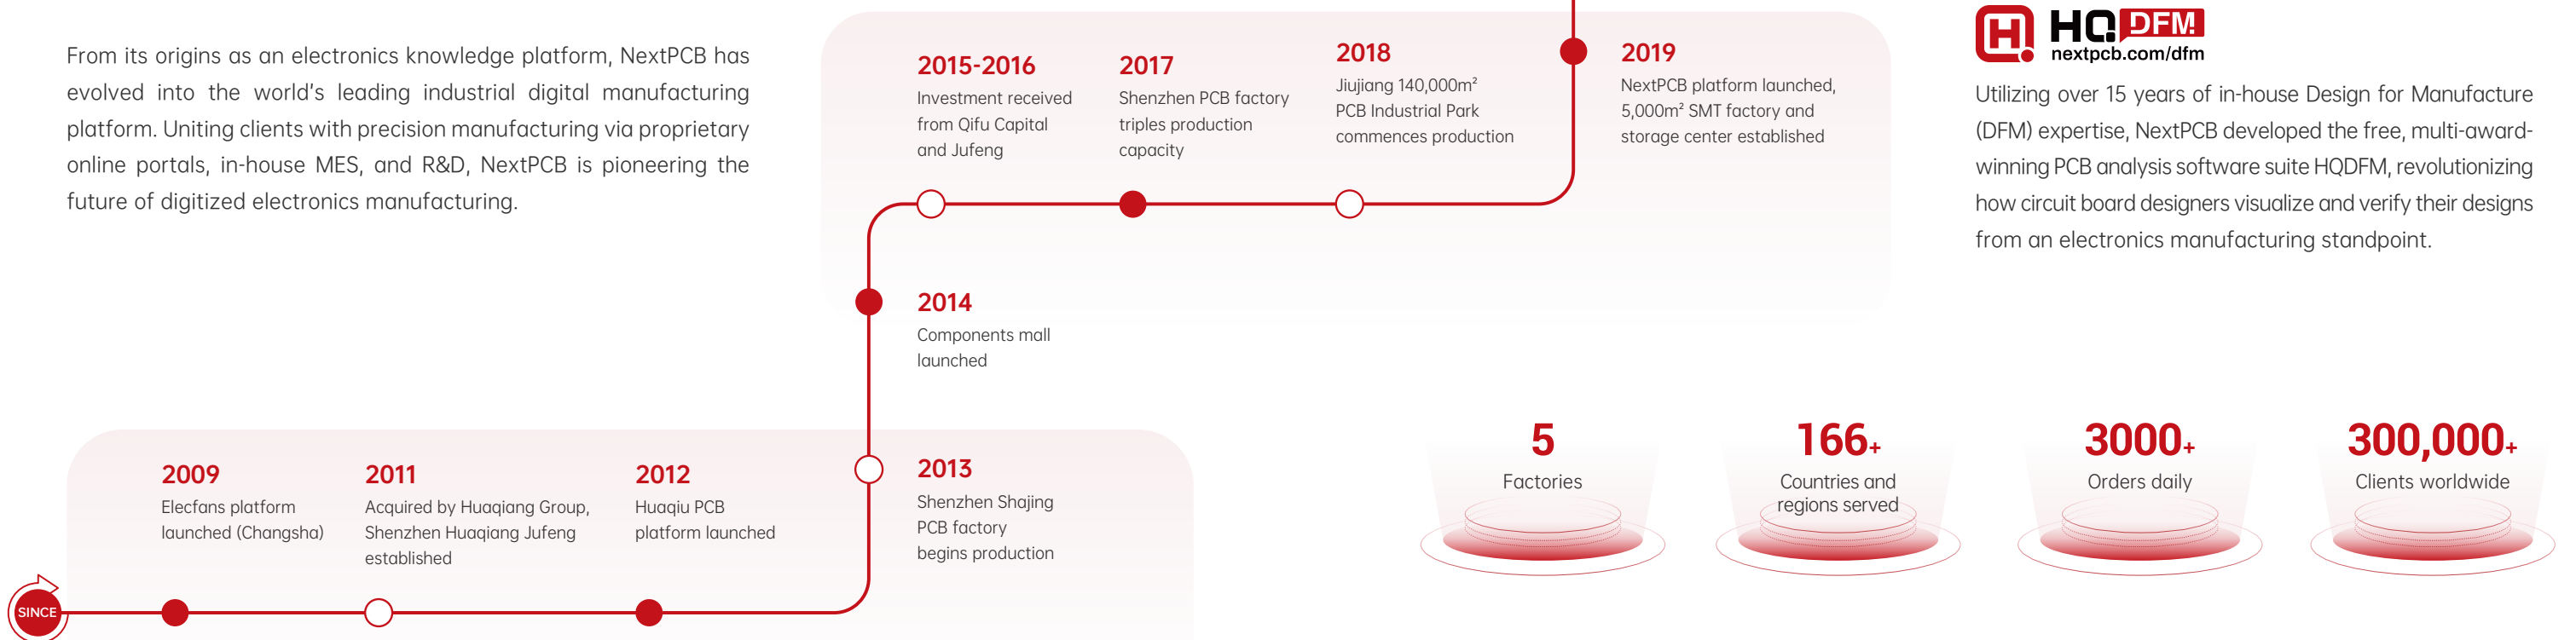 From its origins as an electronics knowledge platform, NextPCB has
evolved into the world's leading industrial digital manufacturing
platform. Uniting clients with precision manufacturing via proprietary
online portals, in-house MES, and R&D, NextPCB is pioneering the
future of digitized electronics manufacturing.
2015-2016
Investment received
from Qifu Capital
and Jufeng
2017
Shenzhen PCB factory
triples production
capacity
2018
Jiujiang 140,000m²
PCB Industrial Park
commences production
2019
NextPCB platform launched,
5,000m² SMT factory and
storage center established
2014
Components mall
launched
2009
Elecfans platform
launched (Changsha)
2011
Acquired by Huaqiang Group,
Shenzhen Huaqiang Jufeng
established
2012
Huaqiu PCB
platform launched
2013
Shenzhen Shajing
PCB factory
begins production
SINCE
H HQ DFM
nextpcb.com/dfm
Utilizing over 15 years of in-house Design for Manufacture
(DFM) expertise, NextPCB developed the free, multi-award-
winning PCB analysis software suite HQDFM, revolutionizing
how circuit board designers visualize and verify their designs
from an electronics manufacturing standpoint.
5
Factories
166+
Countries and
regions served
3000+
Orders daily
300,000+
Clients worldwide